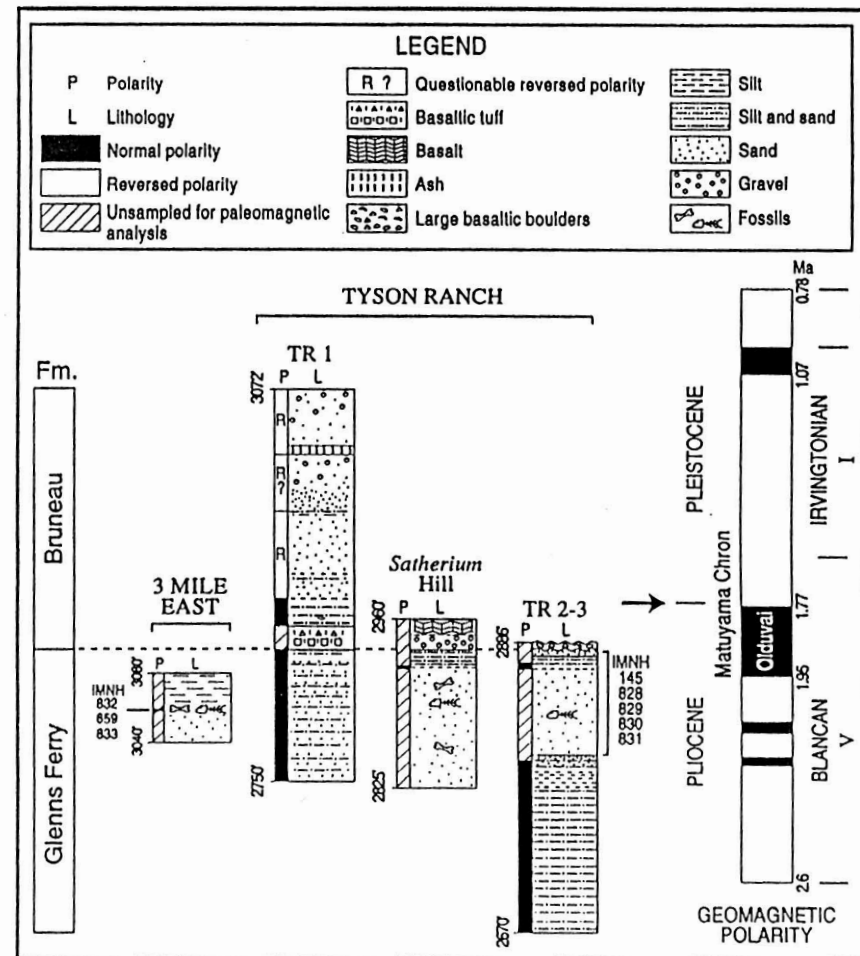 LEGEND
P Polarity
L Lithology
Normal polarity
Reversed polarity
Unsampled for paleomagnetic
analysis
R ? Questionable reversed polarity
Basaltic tuff
Basalt
Ash
Large basaltic boulders
Silt
Silt and sand
Sand
Gravel
Fossils
Fm.
Bruneau
Glenns Ferry
3 MILE
EAST
P L
3080'
IMNH
832
659
833
3040'
TYSON RANCH
TR 1
P L
3072'
R
R
?
R
2750'
Satherium
Hill
P L
2960'
2825'
TR 2-3
P L
2886'
IMNH
145
828
829
830
831
2670'
Ma
0.78
1.07
1.77
1.95
2.6
Olduvai
Matuyama Chron
PLEISTOCENE
PLIOCENE
IRVINGTONIAN
I
BLANCAN
V
GEOMAGNETIC
POLARITY